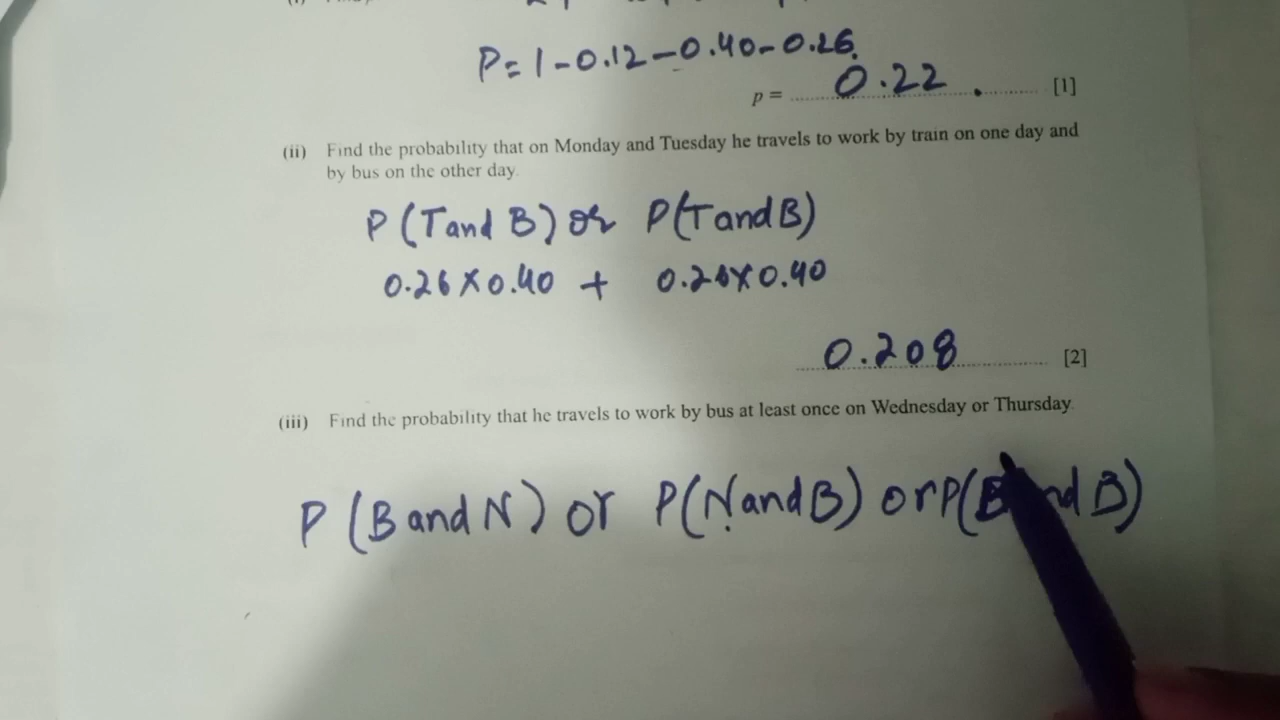 P = 1 - 0.12 - 0.40 - 0.26.
p = 0.22 [1]
(ii) Find the probability that on Monday and Tuesday he travels to work by train on one day and
by bus on the other day.
P (T and B) or P(T and B)
0.26 × 0.40 + 0.26 × 0.40
0.208 [2]
(iii) Find the probability that he travels to work by bus at least once on Wednesday or Thursday.
P (B and N) or P(N and B) or P(B and B)